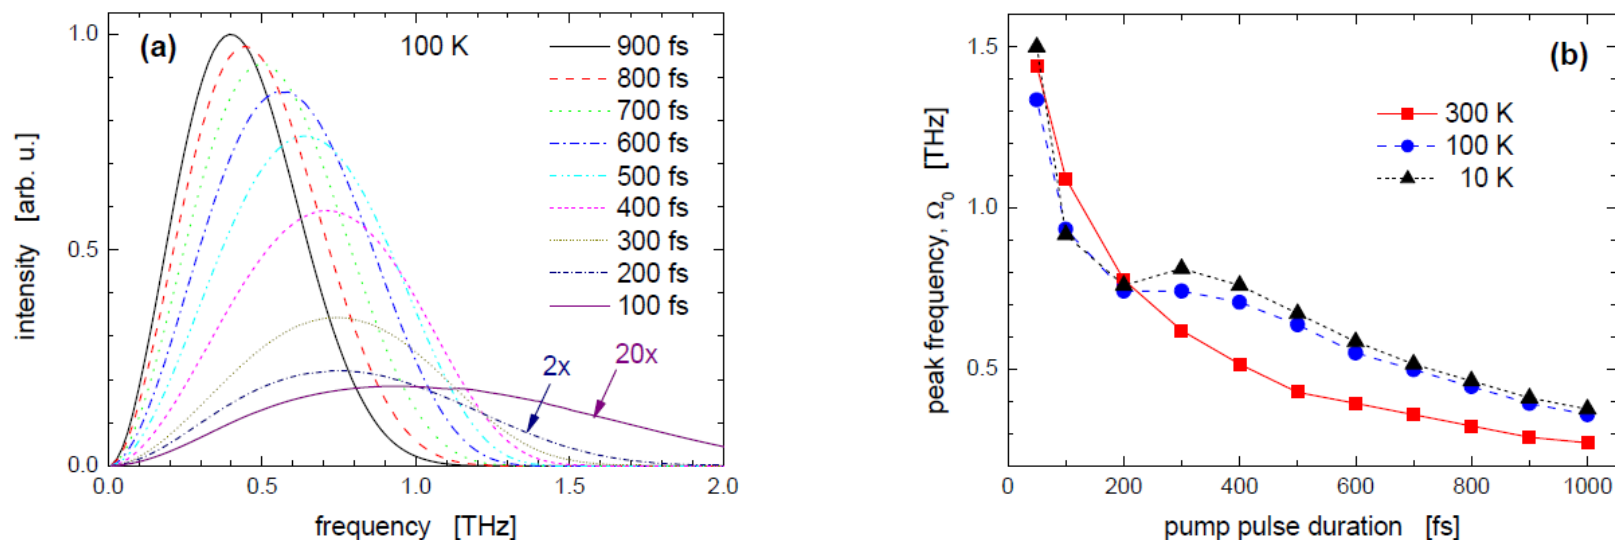 (a)
100 K
900 fs
800 fs
700 fs
600 fs
500 fs
400 fs
300 fs
200 fs
100 fs
2x
20x
1.0
0.5
0.0
intensity [arb. u.]
0.0 0.5 1.0 1.5 2.0
frequency [THz]
(b)
300 K
100 K
10 K
1.5
1.0
0.5
peak frequency, Ω₀ [THz]
0 200 400 600 800 1000
pump pulse duration [fs]